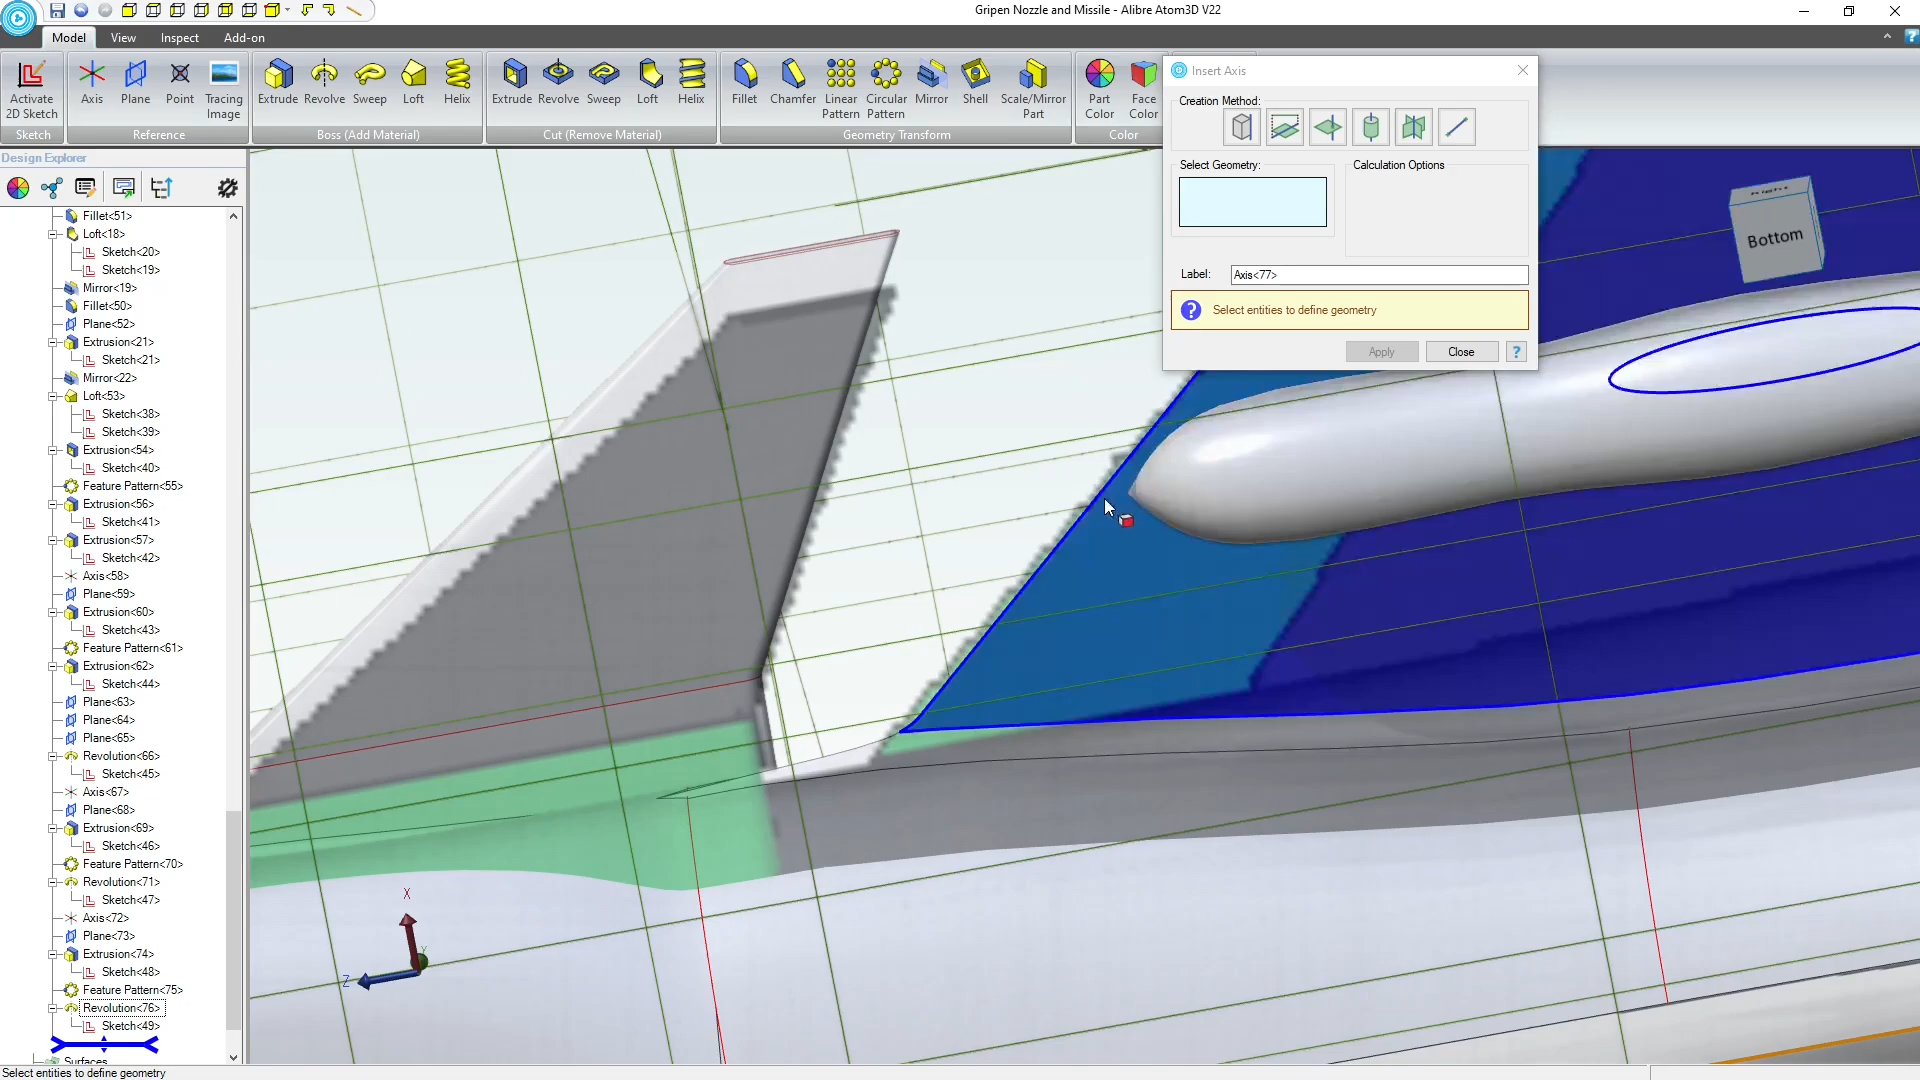 Gripen Nozzle and Missile - Alibre Atom3D V22
Model
View
Inspect
Add-on
Activate
2D Sketch
Axis
Plane
Point
Tracing
Image
Extrude
Revolve
Sweep
Loft
Helix
Extrude
Revolve
Sweep
Loft
Helix
Fillet
Chamfer
Linear
Pattern
Circular
Pattern
Mirror
Shell
Scale/Mirror
Part
Part
Color
Face
Color
Sketch
Reference
Boss (Add Material)
Cut (Remove Material)
Geometry Transform
Color
Insert Axis
Creation Method:
Select Geometry:
Calculation Options
Label:
Axis<77>
? Select entities to define geometry
Apply
Close
?
Bottom
Design Explorer
Fillet<51>
Loft<18>
Sketch<20>
Sketch<19>
Mirror<19>
Fillet<50>
Plane<52>
Extrusion<21>
Sketch<21>
Mirror<22>
Loft<53>
Sketch<38>
Sketch<39>
Extrusion<54>
Sketch<40>
Feature Pattern<55>
Extrusion<56>
Sketch<41>
Extrusion<57>
Sketch<42>
Axis<58>
Plane<59>
Extrusion<60>
Sketch<43>
Feature Pattern<61>
Extrusion<62>
Sketch<44>
Plane<63>
Plane<64>
Plane<65>
Revolution<66>
Sketch<45>
Axis<67>
Plane<68>
Extrusion<69>
Sketch<46>
Feature Pattern<70>
Revolution<71>
Sketch<47>
Axis<72>
Plane<73>
Extrusion<74>
Sketch<48>
Feature Pattern<75>
Revolution<76>
Sketch<49>
Surfaces
X
Y
Z
Select entities to define geometry